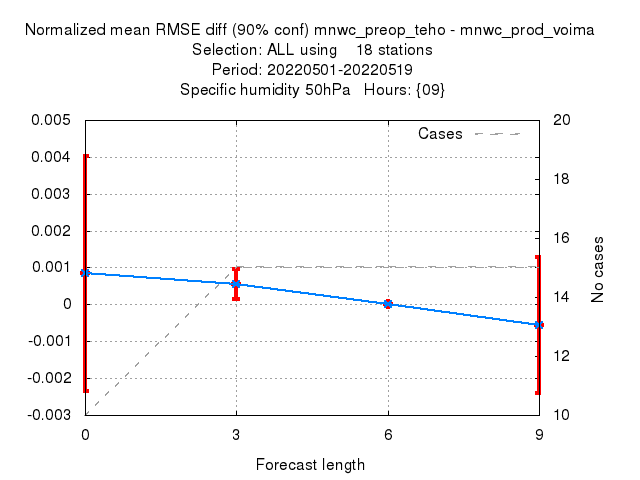 Normalized mean RMSE diff (90% conf) mnwc_preop_teho - mnwc_prod_voima
Selection: ALL using    18 stations
Period: 20220501-20220519
Specific humidity 50hPa   Hours: {09}
Cases
0.005
0.004
0.003
0.002
0.001
0
-0.001
-0.002
-0.003
20
18
16
14
12
10
No cases
0
3
6
9
Forecast length